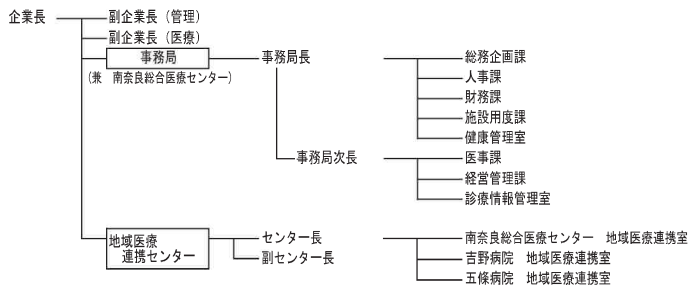 企業長
副企業長（管理）
副企業長（医療）
事務局
（兼　南奈良総合医療センター）
事務局長
総務企画課
人事課
財務課
施設用度課
健康管理室
事務局次長
医事課
経営管理課
診療情報管理室
地域医療
連携センター
センター長
副センター長
南奈良総合医療センター　地域医療連携室
吉野病院　地域医療連携室
五條病院　地域医療連携室